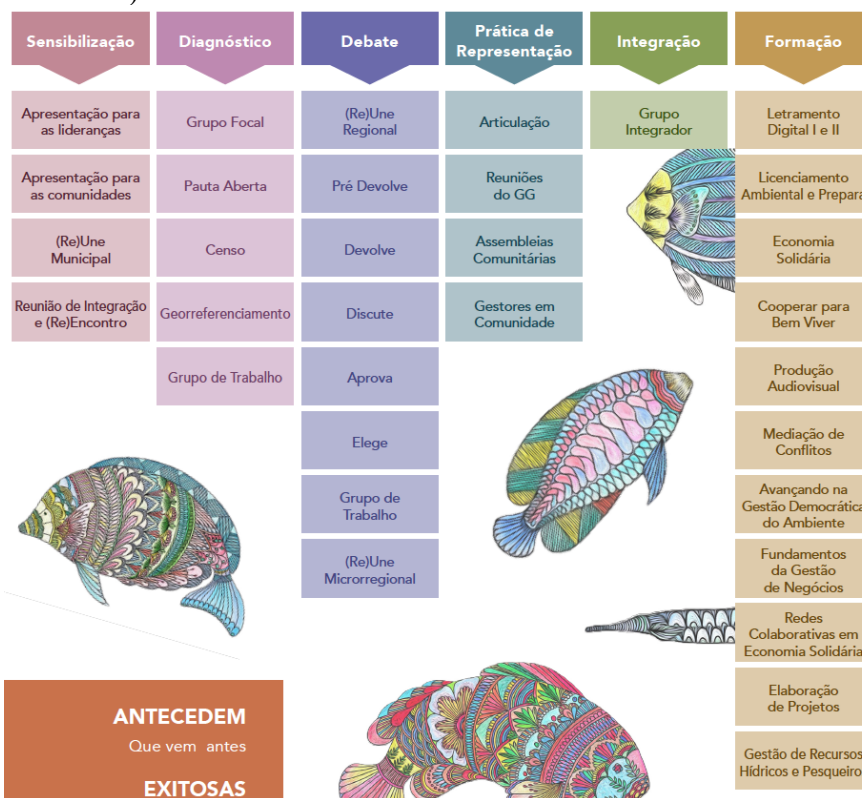 Sensibilização
Apresentação para
as lideranças
Apresentação para
as comunidades
(Re)Une
Municipal
Reunião de Integração
e (Re)Encontro
Diagnóstico
Grupo Focal
Pauta Aberta
Censo
Georreferenciamento
Grupo de Trabalho
Debate
(Re)Une
Regional
Pré Devolve
Devolve
Discute
Aprova
Elege
Grupo de
Trabalho
(Re)Une
Microrregional
Prática de
Representação
Articulação
Reuniões
do GG
Assembleias
Comunitárias
Gestores em
Comunidade
Integração
Grupo
Integrador
Formação
Letramento
Digital I e II
Licenciamento
Ambiental e Prepara
Economia
Solidária
Cooperar para
Bem Viver
Produção
Audiovisual
Mediação de
Conflitos
Avançando na
Gestão Democrática
do Ambiente
Fundamentos
da Gestão
de Negócios
Redes
Colaborativas em
Economia Solidária
Elaboração
de Projetos
Gestão de Recursos
Hídricos e Pesqueiro
ANTECEDEM
Que vem antes
EXITOSAS